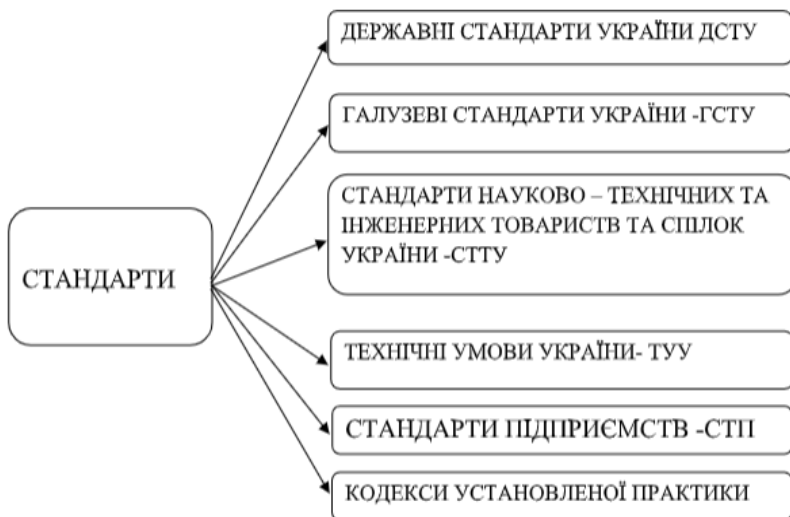 ДЕРЖАВНІ СТАНДАРТИ УКРАЇНИ ДСТУ
ГАЛУЗЕВІ СТАНДАРТИ УКРАЇНИ -ГСТУ
СТАНДАРТИ НАУКОВО – ТЕХНІЧНИХ ТА
ІНЖЕНЕРНИХ ТОВАРИСТВ ТА СПІЛОК
УКРАЇНИ -СТТУ
СТАНДАРТИ
ТЕХНІЧНІ УМОВИ УКРАЇНИ- ТУУ
СТАНДАРТИ ПІДПРИЄМСТВ -СТП
КОДЕКСИ УСТАНОВЛЕНОЇ ПРАКТИКИ